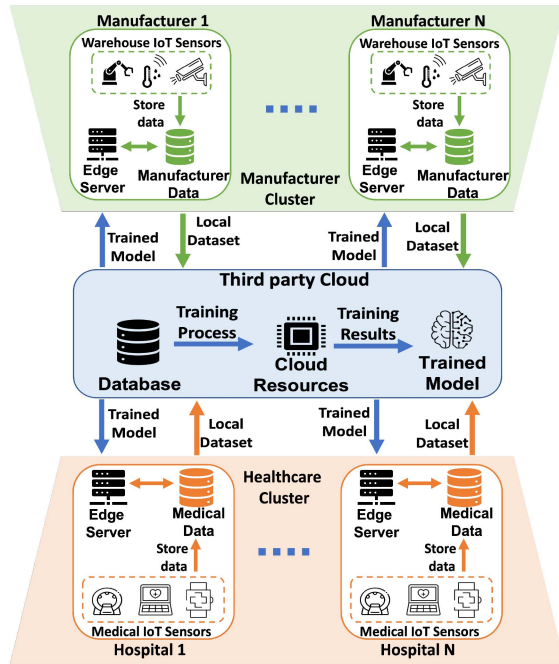 Manufacturer 1
Manufacturer N
Warehouse IoT Sensors
Warehouse IoT Sensors
Store
data
Store
data
Edge
Server
Manufacturer
Data
Edge
Server
Manufacturer
Data
Manufacturer
Cluster
Trained
Model
Local
Dataset
Trained
Model
Local
Dataset
Third party Cloud
Training
Process
Training
Results
Database
Cloud
Resources
Trained
Model
Trained
Model
Local
Dataset
Trained
Model
Local
Dataset
Healthcare
Cluster
Edge
Server
Medical
Data
Edge
Server
Medical
Data
Store
data
Store
data
Medical IoT Sensors
Medical IoT Sensors
Hospital 1
Hospital N